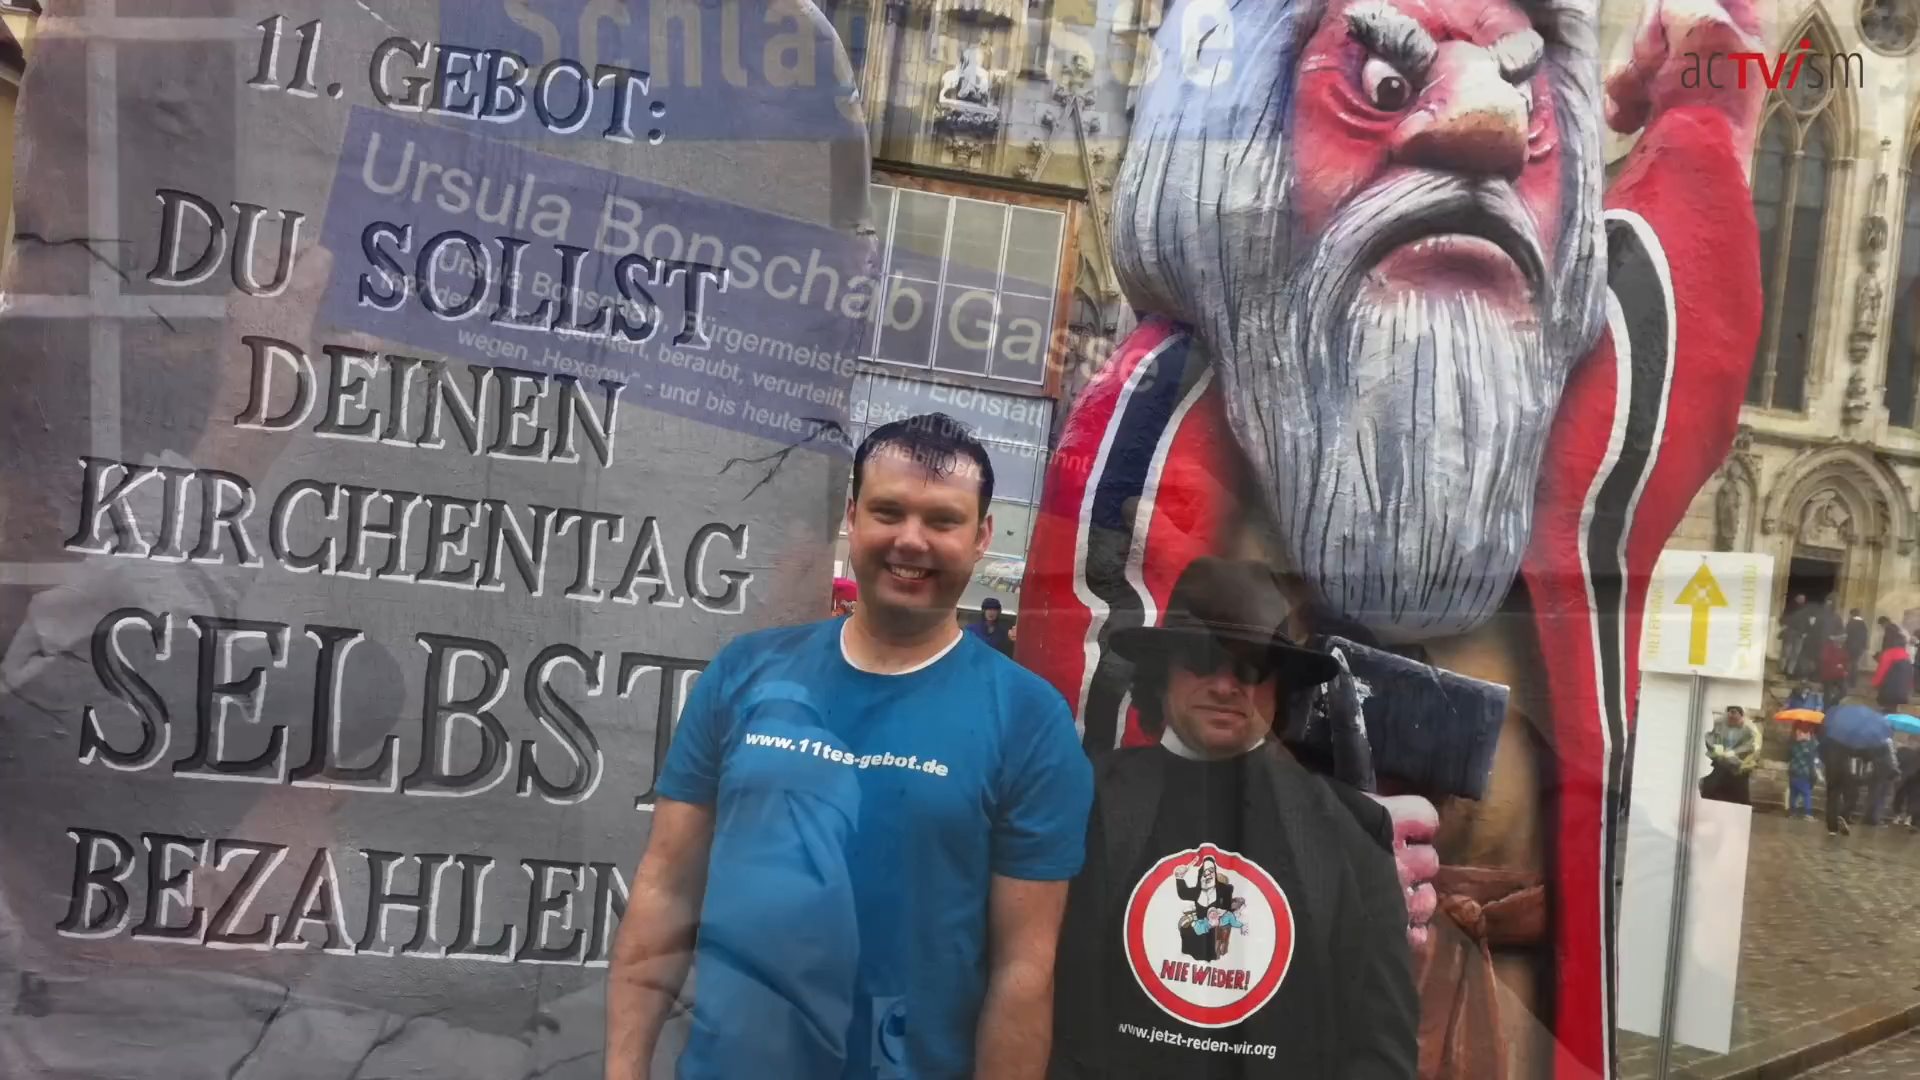 11. GEBOT:
DU SOLLST
DEINEN
KIRCHENTAG
SELBST
BEZAHLEN
Schlaggasse
Ursula Bonschab Gasse
Ursula Bonschab, Bürgermeisterin in Eichstätt
gefoltert, beraubt, verurteilt, geköpft und verbrannt
wegen „Hexerei“ - und bis heute nicht rehabilitiert
acTViSm
www.11tes-gebot.de
NIE WIEDER!
www.jetzt-reden-wir.org